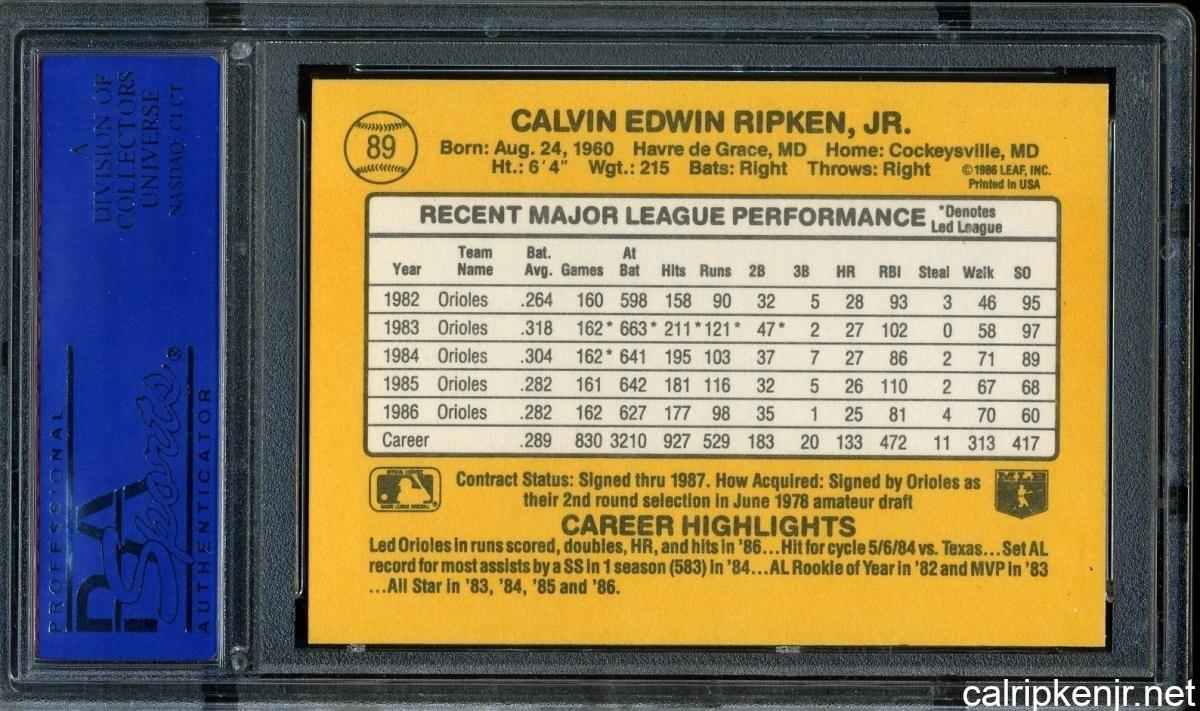 A
DIVISION OF
COLLECTORS
UNIVERSE
NASDAQ: CLCT
PROFESSIONAL
PSA
Sports®
AUTHENTICATOR
89
CALVIN EDWIN RIPKEN, JR.
Born: Aug. 24, 1960 Havre de Grace, MD Home: Cockeysville, MD
Ht.: 6'4" Wgt.: 215 Bats: Right Throws: Right ©1986 LEAF, INC.
Printed in USA
RECENT MAJOR LEAGUE PERFORMANCE *Denotes
Led League
Year Team Name Bat. Avg. Games At Bat Hits Runs 2B 3B HR RBI Steal Walk SO
1982 Orioles .264 160 598 158 90 32 5 28 93 3 46 95
1983 Orioles .318 162* 663* 211* 121* 47* 2 27 102 0 58 97
1984 Orioles .304 162* 641 195 103 37 7 27 86 2 71 89
1985 Orioles .282 161 642 181 116 32 5 26 110 2 67 68
1986 Orioles .282 162 627 177 98 35 1 25 81 4 70 60
Career .289 830 3210 927 529 183 20 133 472 11 313 417
Contract Status: Signed thru 1987. How Acquired: Signed by Orioles as
their 2nd round selection in June 1978 amateur draft
MLB
CAREER HIGHLIGHTS
Led Orioles in runs scored, doubles, HR, and hits in '86...Hit for cycle 5/6/84 vs. Texas...Set AL
record for most assists by a SS in 1 season (583) in '84...AL Rookie of Year in '82 and MVP in '83
...All Star in '83, '84, '85 and '86.
calripkenjr.net